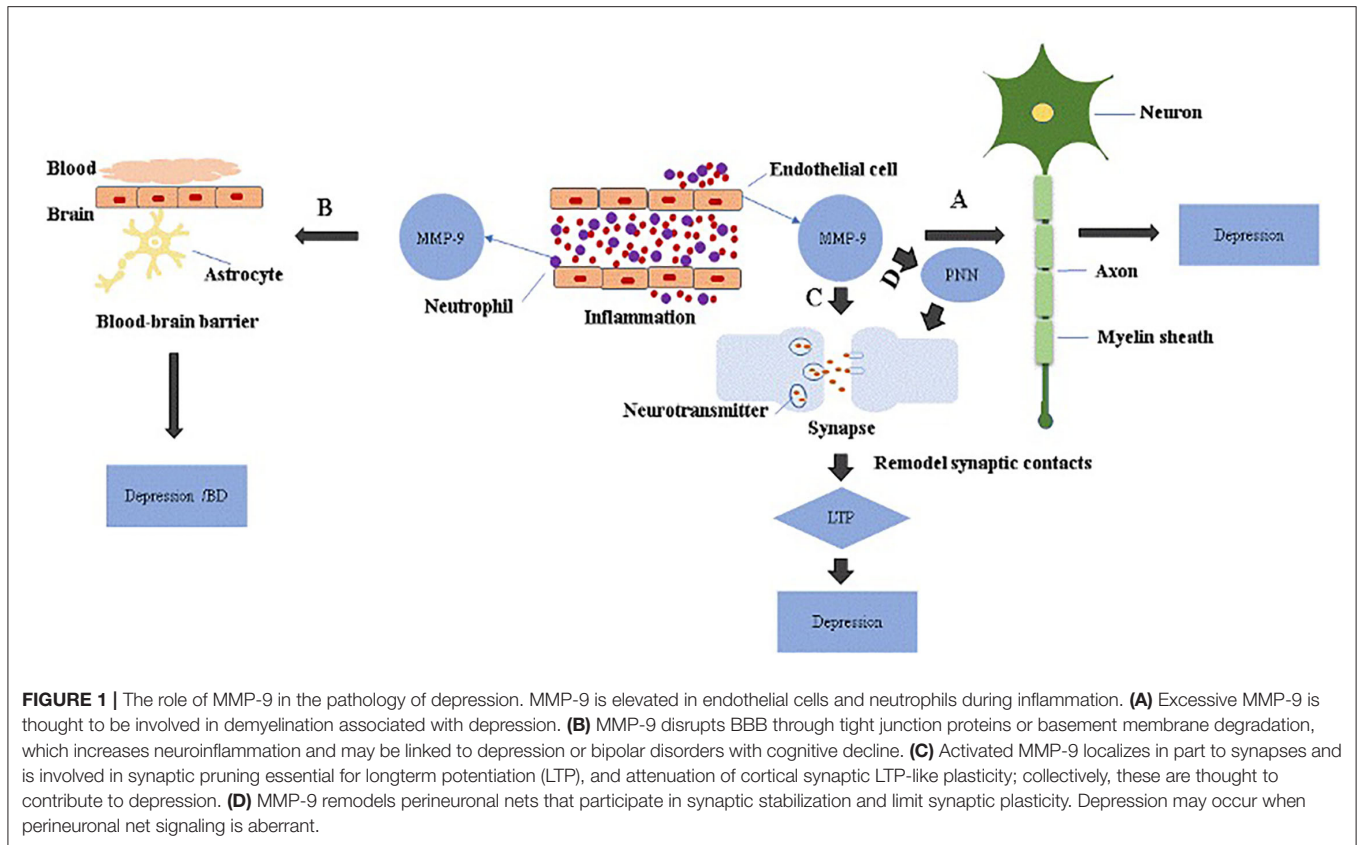 Neuron
Blood
Brain
Astrocyte
Blood-brain barrier
B
MMP-9
Neutrophil
Inflammation
Endothelial cell
MMP-9
A
D
PNN
C
Depression
Axon
Myelin sheath
Neurotransmitter
Synapse
Remodel synaptic contacts
Depression /BD
LTP
Depression
FIGURE 1 | The role of MMP-9 in the pathology of depression. MMP-9 is elevated in endothelial cells and neutrophils during inflammation. (A) Excessive MMP-9 is
thought to be involved in demyelination associated with depression. (B) MMP-9 disrupts BBB through tight junction proteins or basement membrane degradation,
which increases neuroinflammation and may be linked to depression or bipolar disorders with cognitive decline. (C) Activated MMP-9 localizes in part to synapses and
is involved in synaptic pruning essential for longterm potentiation (LTP), and attenuation of cortical synaptic LTP-like plasticity; collectively, these are thought to
contribute to depression. (D) MMP-9 remodels perineuronal nets that participate in synaptic stabilization and limit synaptic plasticity. Depression may occur when
perineuronal net signaling is aberrant.